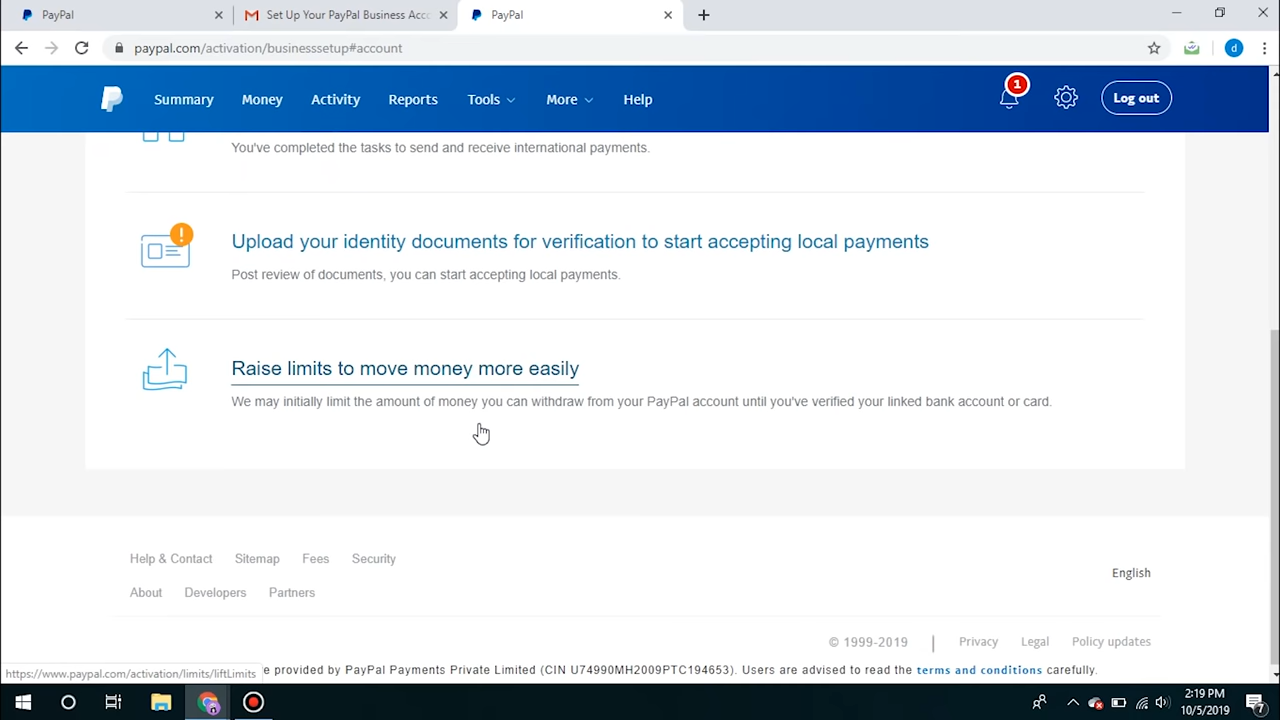 PayPal
Set Up Your PayPal Business Acc
PayPal
paypal.com/activation/businesssetup#account
d
Summary Money Activity Reports Tools More Help 1 Log out
You've completed the tasks to send and receive international payments.
Upload your identity documents for verification to start accepting local payments
Post review of documents, you can start accepting local payments.
Raise limits to move money more easily
We may initially limit the amount of money you can withdraw from your PayPal account until you've verified your linked bank account or card.
Help & Contact Sitemap Fees Security
English
About Developers Partners
© 1999-2019 | Privacy Legal Policy updates
https://www.paypal.com/activation/limits/liftLimits
e provided by PayPal Payments Private Limited (CIN U74990MH2009PTC194653). Users are advised to read the terms and conditions carefully.
2:19 PM
10/5/2019
7